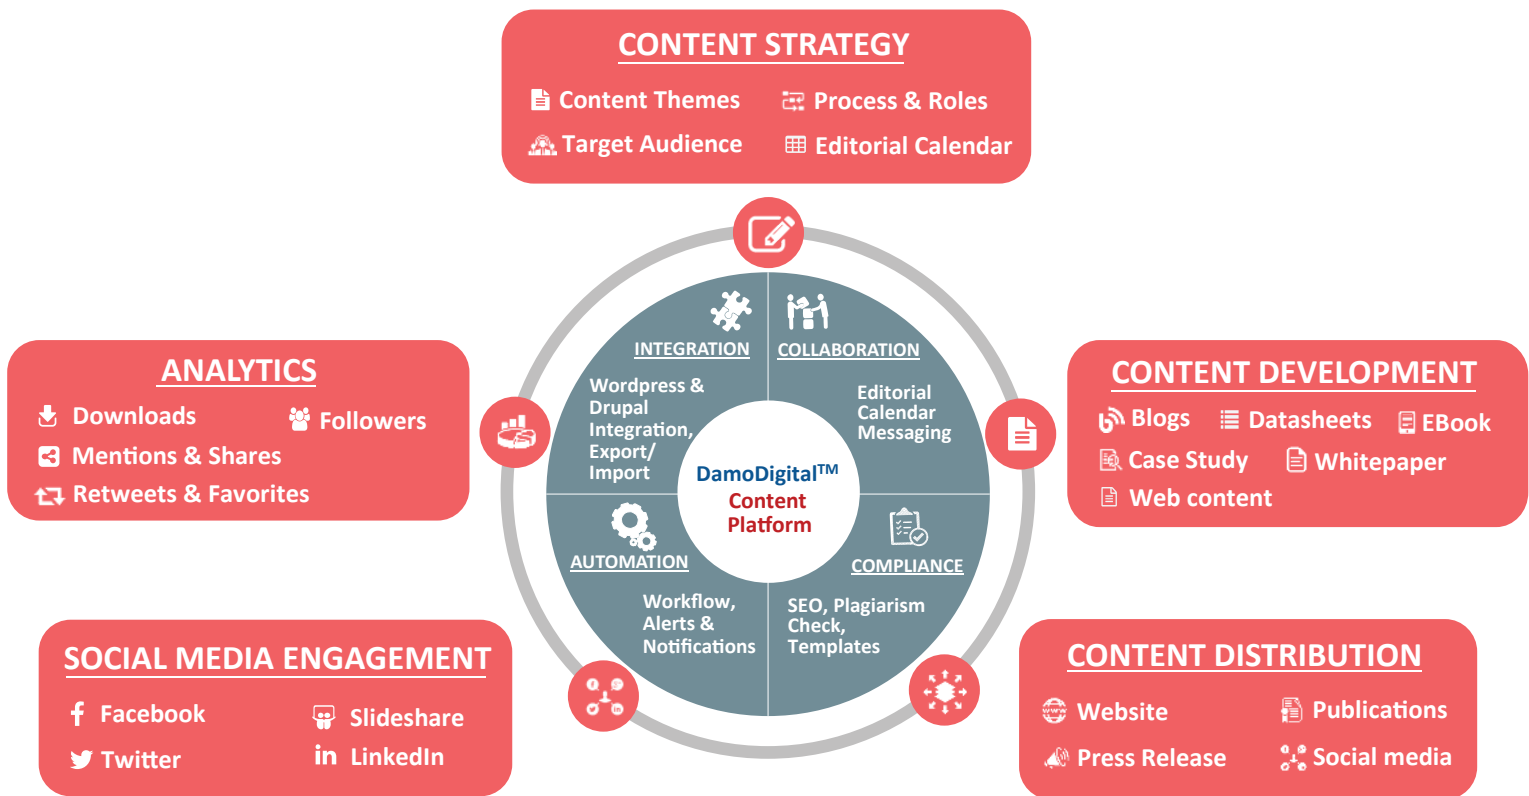 CONTENT STRATEGY
Content Themes
Process & Roles
Target Audience
Editorial Calendar
ANALYTICS
Downloads
Followers
Mentions & Shares
Retweets & Favorites
INTEGRATION
Wordpress &
Drupal
Integration,
Export/
Import
COLLABORATION
Editorial
Calendar
Messaging
DamoDigital™
Content
Platform
AUTOMATION
Workflow,
Alerts &
Notifications
COMPLIANCE
SEO, Plagiarism
Check,
Templates
CONTENT DEVELOPMENT
Blogs
Datasheets
EBook
Case Study
Whitepaper
Web content
SOCIAL MEDIA ENGAGEMENT
Facebook
Slideshare
Twitter
LinkedIn
CONTENT DISTRIBUTION
Website
Publications
Press Release
Social media